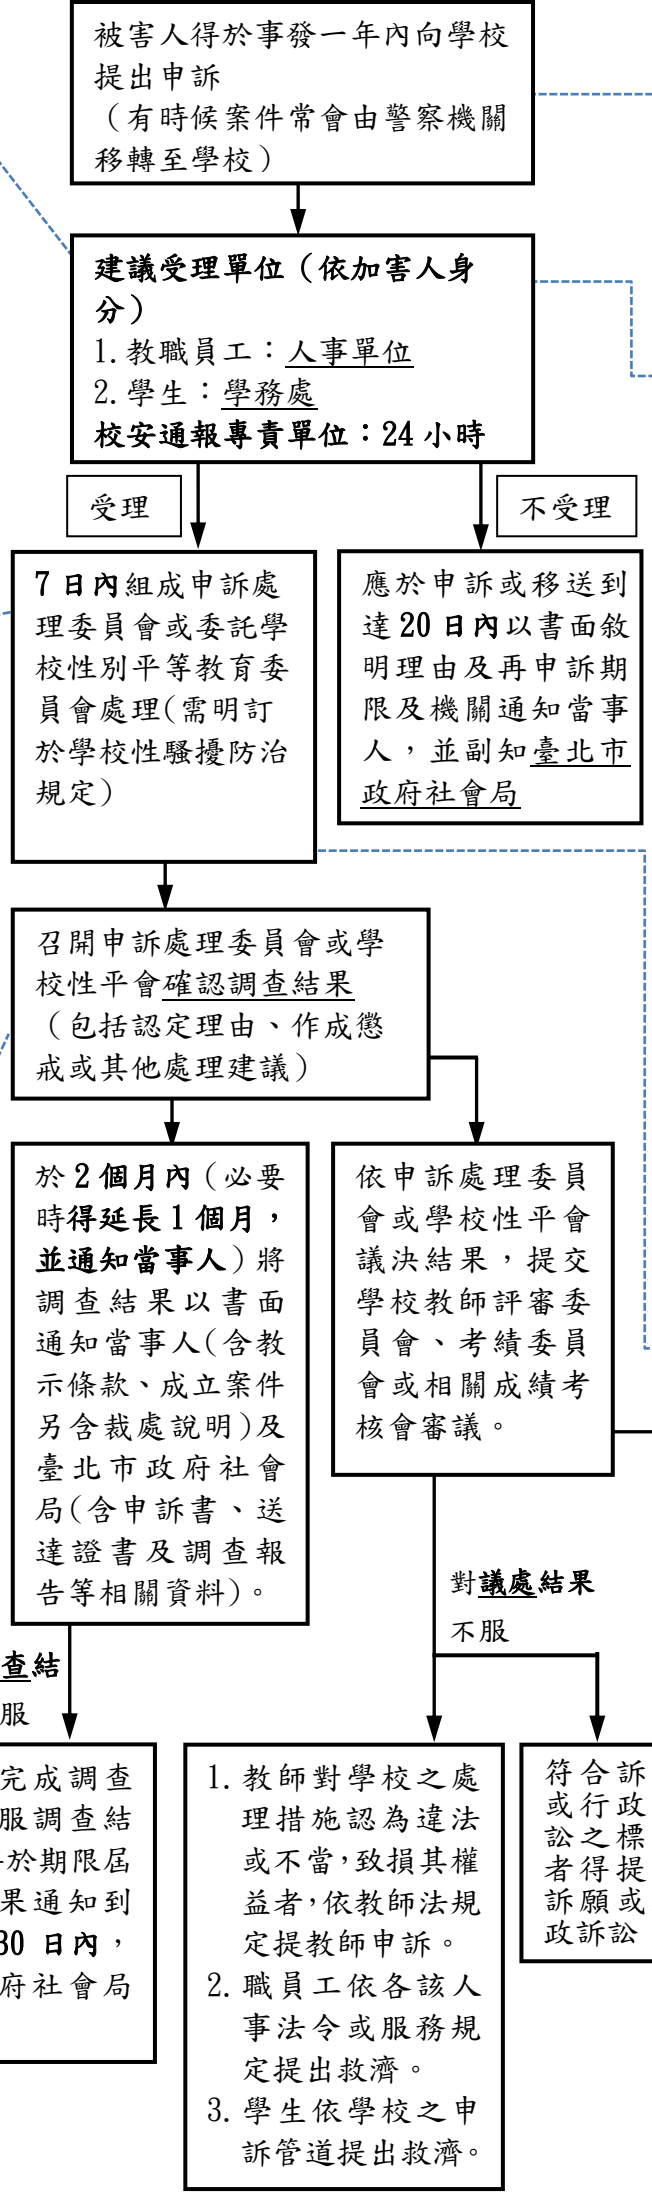 被害人得於事發一年內向學校
提出申訴
（有時候案件常會由警察機關
移轉至學校）
建議受理單位（依加害人身
分）
1.教職員工：人事單位
2.學生：學務處
校安通報專責單位：24小時
受理
不受理
7日內組成申訴處
理委員會或委託學
校性別平等教育委
員會處理(需明訂
於學校性騷擾防治
規定)
應於申訴或移送到
達20日內以書面敘
明理由及再申訴期
限及機關通知當事
人，並副知臺北市
政府社會局
召開申訴處理委員會或學
校性平會確認調查結果
（包括認定理由、作成懲
戒或其他處理建議）
於2個月內（必要
時得延長1個月，
並通知當事人）將
調查結果以書面
通知當事人(含教
示條款、成立案件
另含裁處說明)及
臺北市政府社會
局(含申訴書、送
達證書及調查報
告等相關資料)。
依申訴處理委員
會或學校性平會
議決結果，提交
學校教師評審委
員會、考績委員
會或相關成績考
核會審議。
對議處結果
不服
查結
服
完成調查
服調查結
於期限屆
果通知到
30 日內，
府社會局
1.教師對學校之處
理措施認為違法
或不當，致損其權
益者，依教師法規
定提教師申訴。
2.職員工依各該人
事法令或服務規
定提出救濟。
3.學生依學校之申
訴管道提出救濟。
符合訴
或行政
訟之標
者得提
訴願或
政訴訟